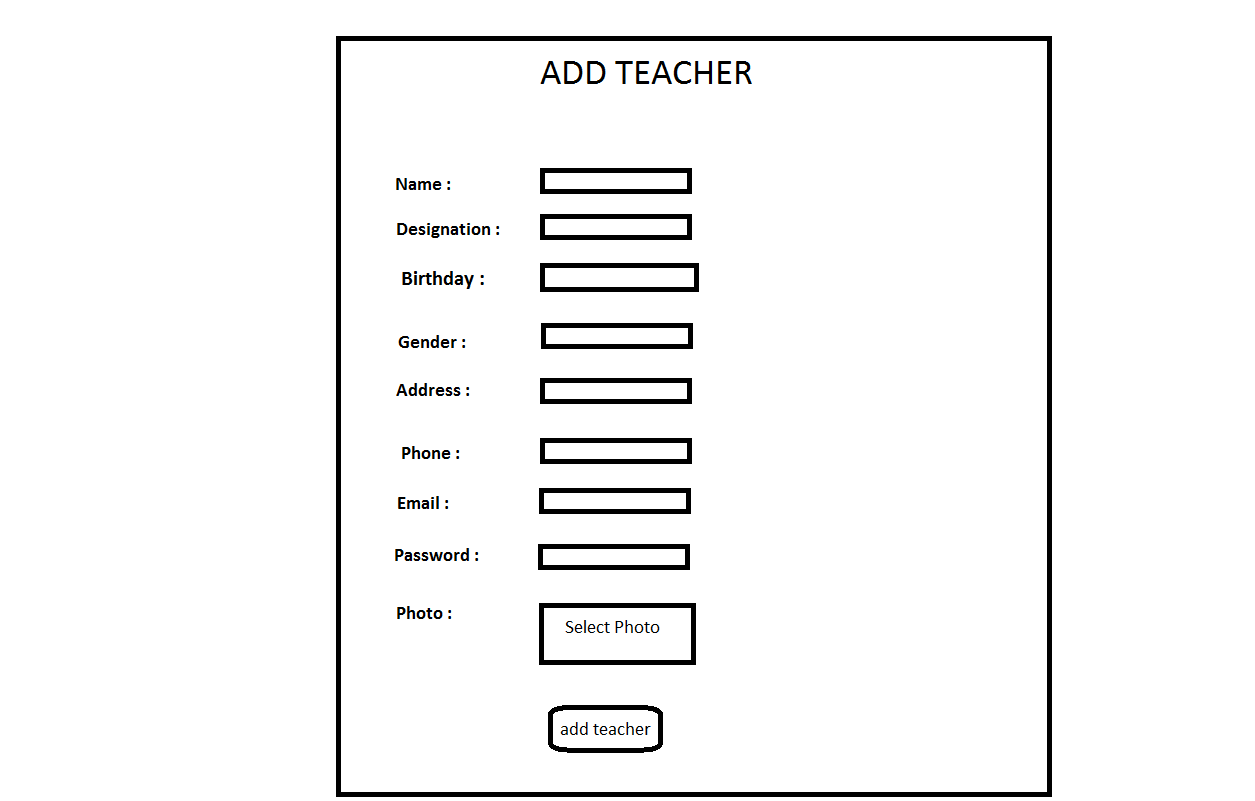 ADD TEACHER
Name :
Designation :
Birthday :
Gender :
Address :
Phone :
Email :
Password :
Photo :
Select Photo
add teacher